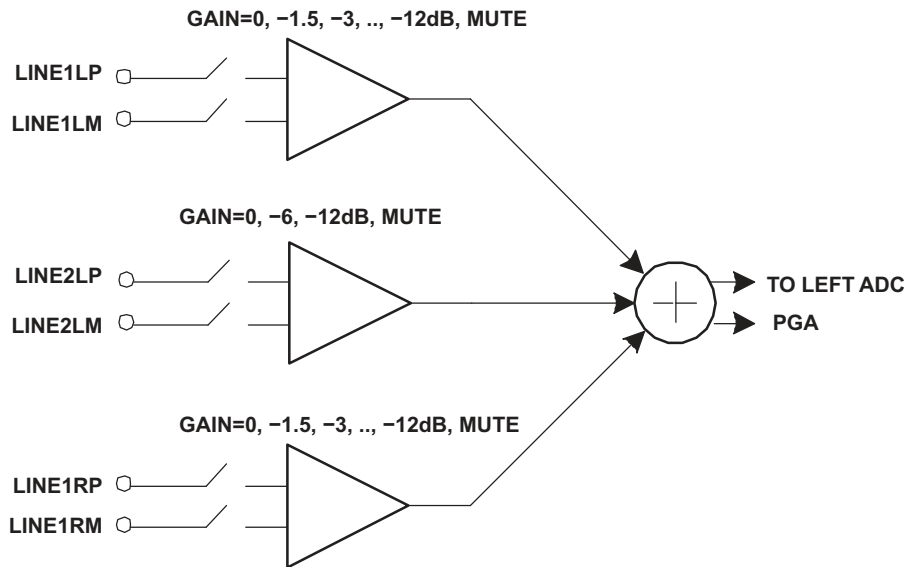 GAIN=0, −1.5, −3, .., −12dB, MUTE
LINE1LP
LINE1LM
GAIN=0, −6, −12dB, MUTE
LINE2LP
LINE2LM
TO LEFT ADC
PGA
GAIN=0, −1.5, −3, .., −12dB, MUTE
LINE1RP
LINE1RM